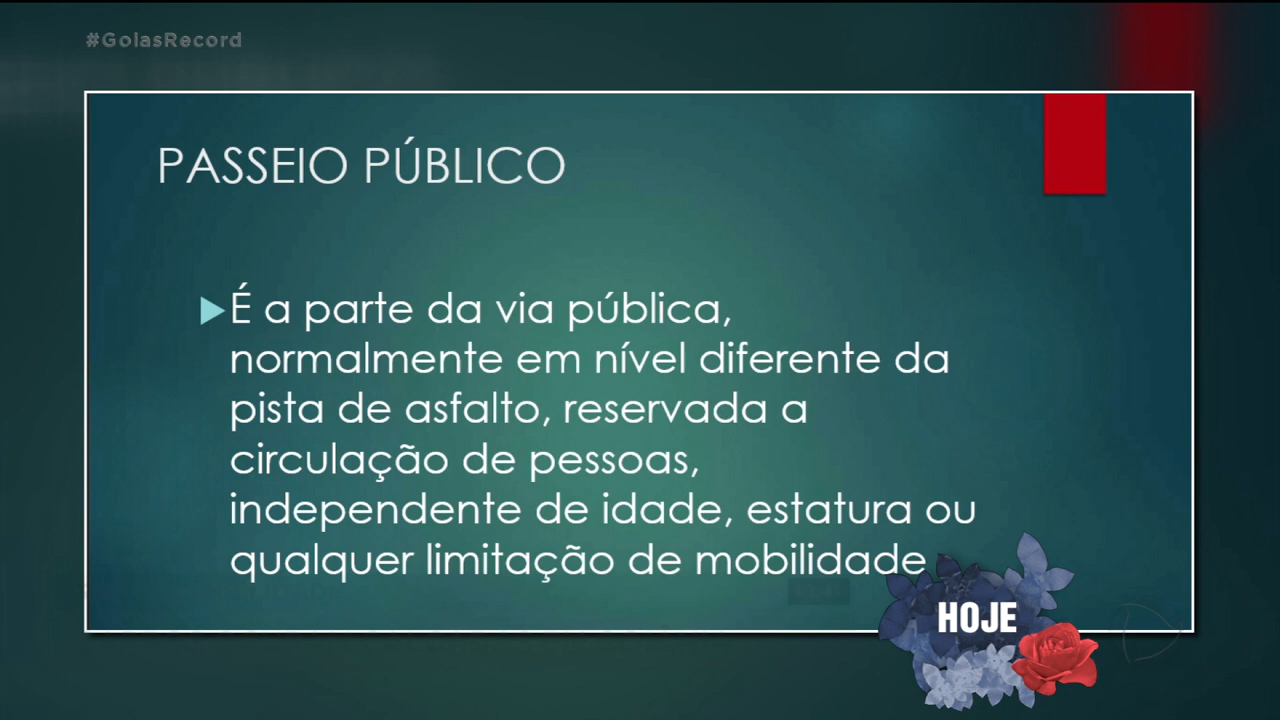 #GoiasRecord
PASSEIO PÚBLICO
É a parte da via pública,
normalmente em nível diferente da
pista de asfalto, reservada a
circulação de pessoas,
independente de idade, estatura ou
qualquer limitação de mobilidade
HOJE